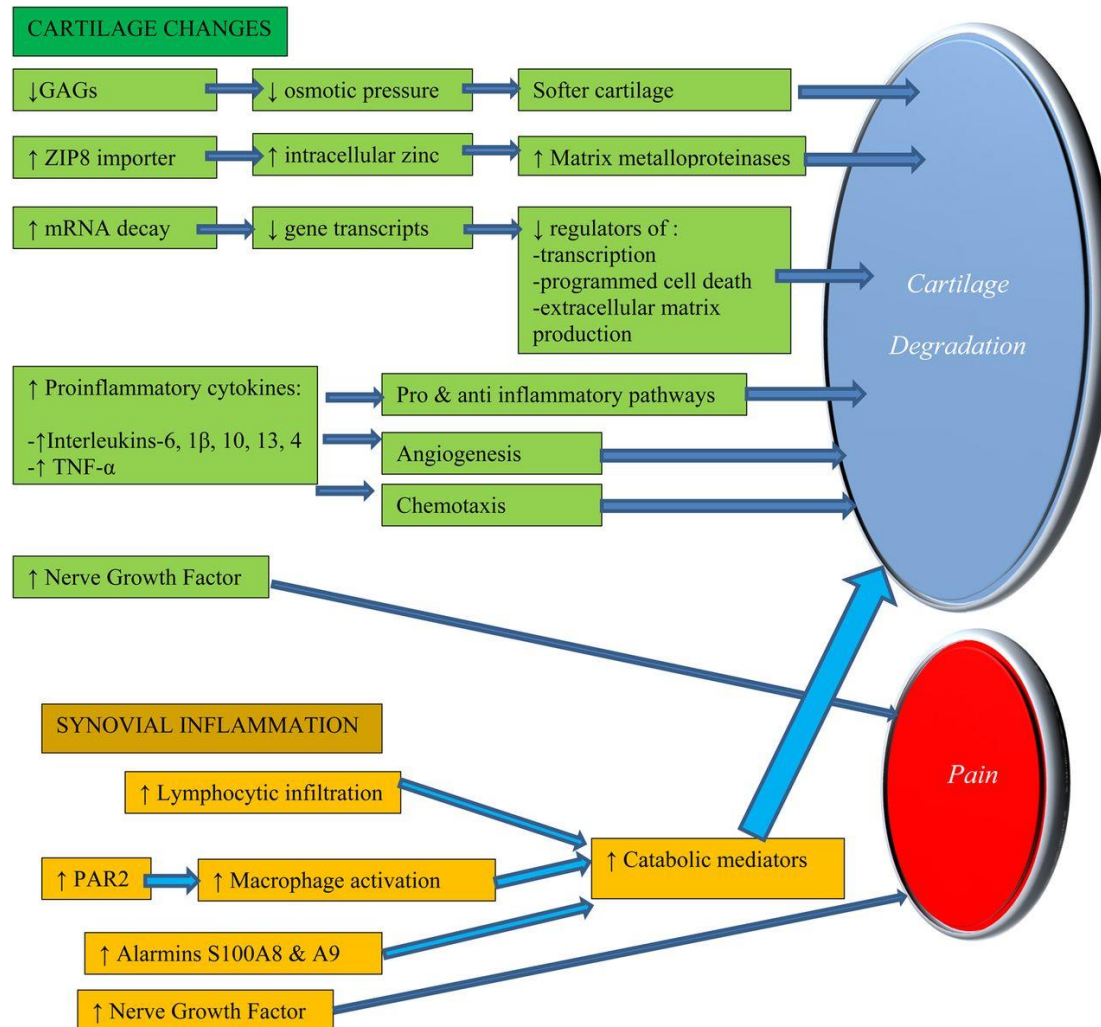 CARTILAGE CHANGES
↓GAGs
↓ osmotic pressure
Softer cartilage
↑ ZIP8 importer
↑ intracellular zinc
↑ Matrix metalloproteinases
↑ mRNA decay
↓ gene transcripts
↓ regulators of :
-transcription
-programmed cell death
-extracellular matrix
production
Cartilage
Degradation
↑ Proinflammatory cytokines:
-↑Interleukins-6, 1β, 10, 13, 4
-↑ TNF-α
Pro & anti inflammatory pathways
Angiogenesis
Chemotaxis
↑ Nerve Growth Factor
SYNOVIAL INFLAMMATION
↑ Lymphocytic infiltration
↑ PAR2
↑ Macrophage activation
↑ Catabolic mediators
↑ Alarmins S100A8 & A9
↑ Nerve Growth Factor
Pain